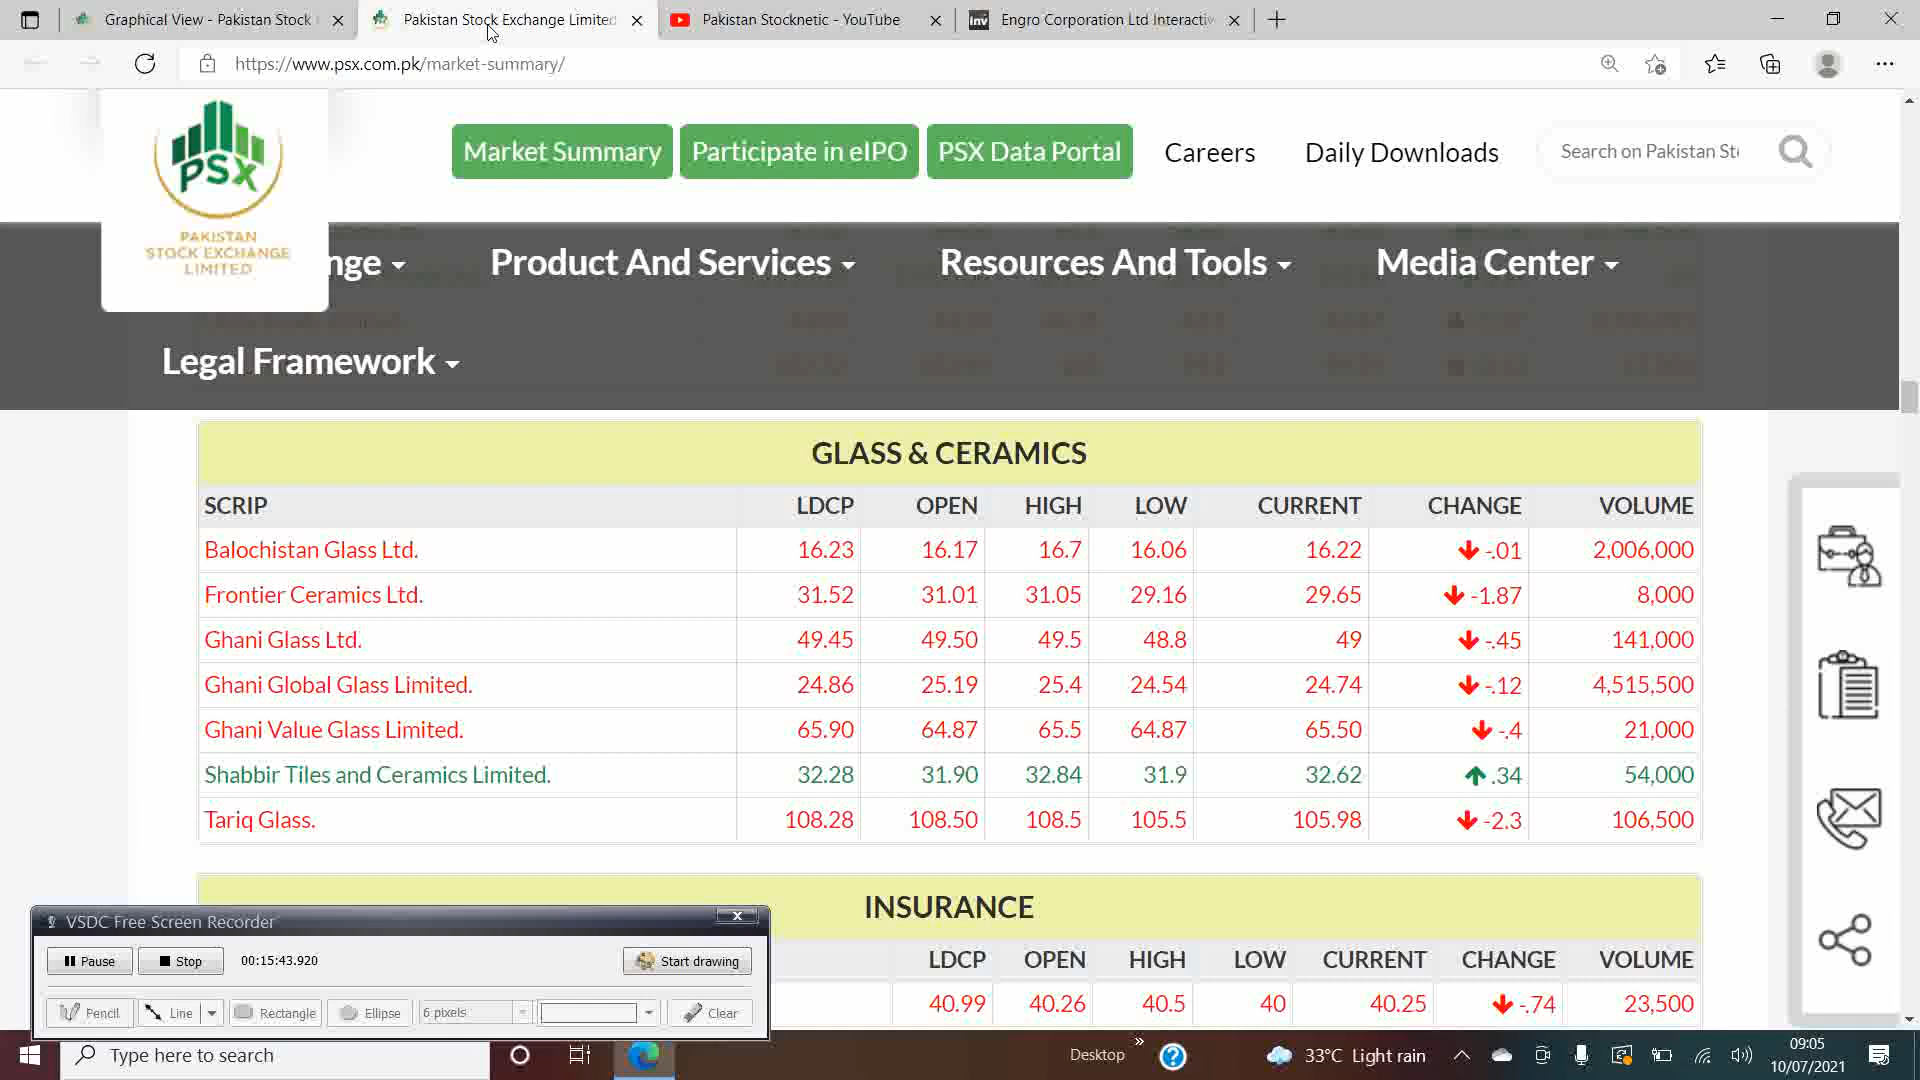 Graphical View - Pakistan Stock
Pakistan Stock Exchange Limited
Pakistan Stocknetic - YouTube
inv Engro Corporation Ltd Interactiv
https://www.psx.com.pk/market-summary/
PSX
PAKISTAN
STOCK EXCHANGE
LIMITED
Market Summary
Participate in eIPO
PSX Data Portal
Careers
Daily Downloads
Search on Pakistan St
nge
Product And Services
Resources And Tools
Media Center
Legal Framework
GLASS & CERAMICS
SCRIP LDCP OPEN HIGH LOW CURRENT CHANGE VOLUME
Balochistan Glass Ltd. 16.23 16.17 16.7 16.06 16.22 -.01 2,006,000
Frontier Ceramics Ltd. 31.52 31.01 31.05 29.16 29.65 -1.87 8,000
Ghani Glass Ltd. 49.45 49.50 49.5 48.8 49 -.45 141,000
Ghani Global Glass Limited. 24.86 25.19 25.4 24.54 24.74 -.12 4,515,500
Ghani Value Glass Limited. 65.90 64.87 65.5 64.87 65.50 -.4 21,000
Shabbir Tiles and Ceramics Limited. 32.28 31.90 32.84 31.9 32.62 .34 54,000
Tariq Glass. 108.28 108.50 108.5 105.5 105.98 -2.3 106,500
INSURANCE
LDCP OPEN HIGH LOW CURRENT CHANGE VOLUME
40.99 40.26 40.5 40 40.25 -.74 23,500
VSDC Free Screen Recorder
Pause
Stop
00:15:43.920
Start drawing
Pencil
Line
Rectangle
Ellipse
6 pixels
Clear
Type here to search
Desktop
33°C Light rain
09:05
10/07/2021